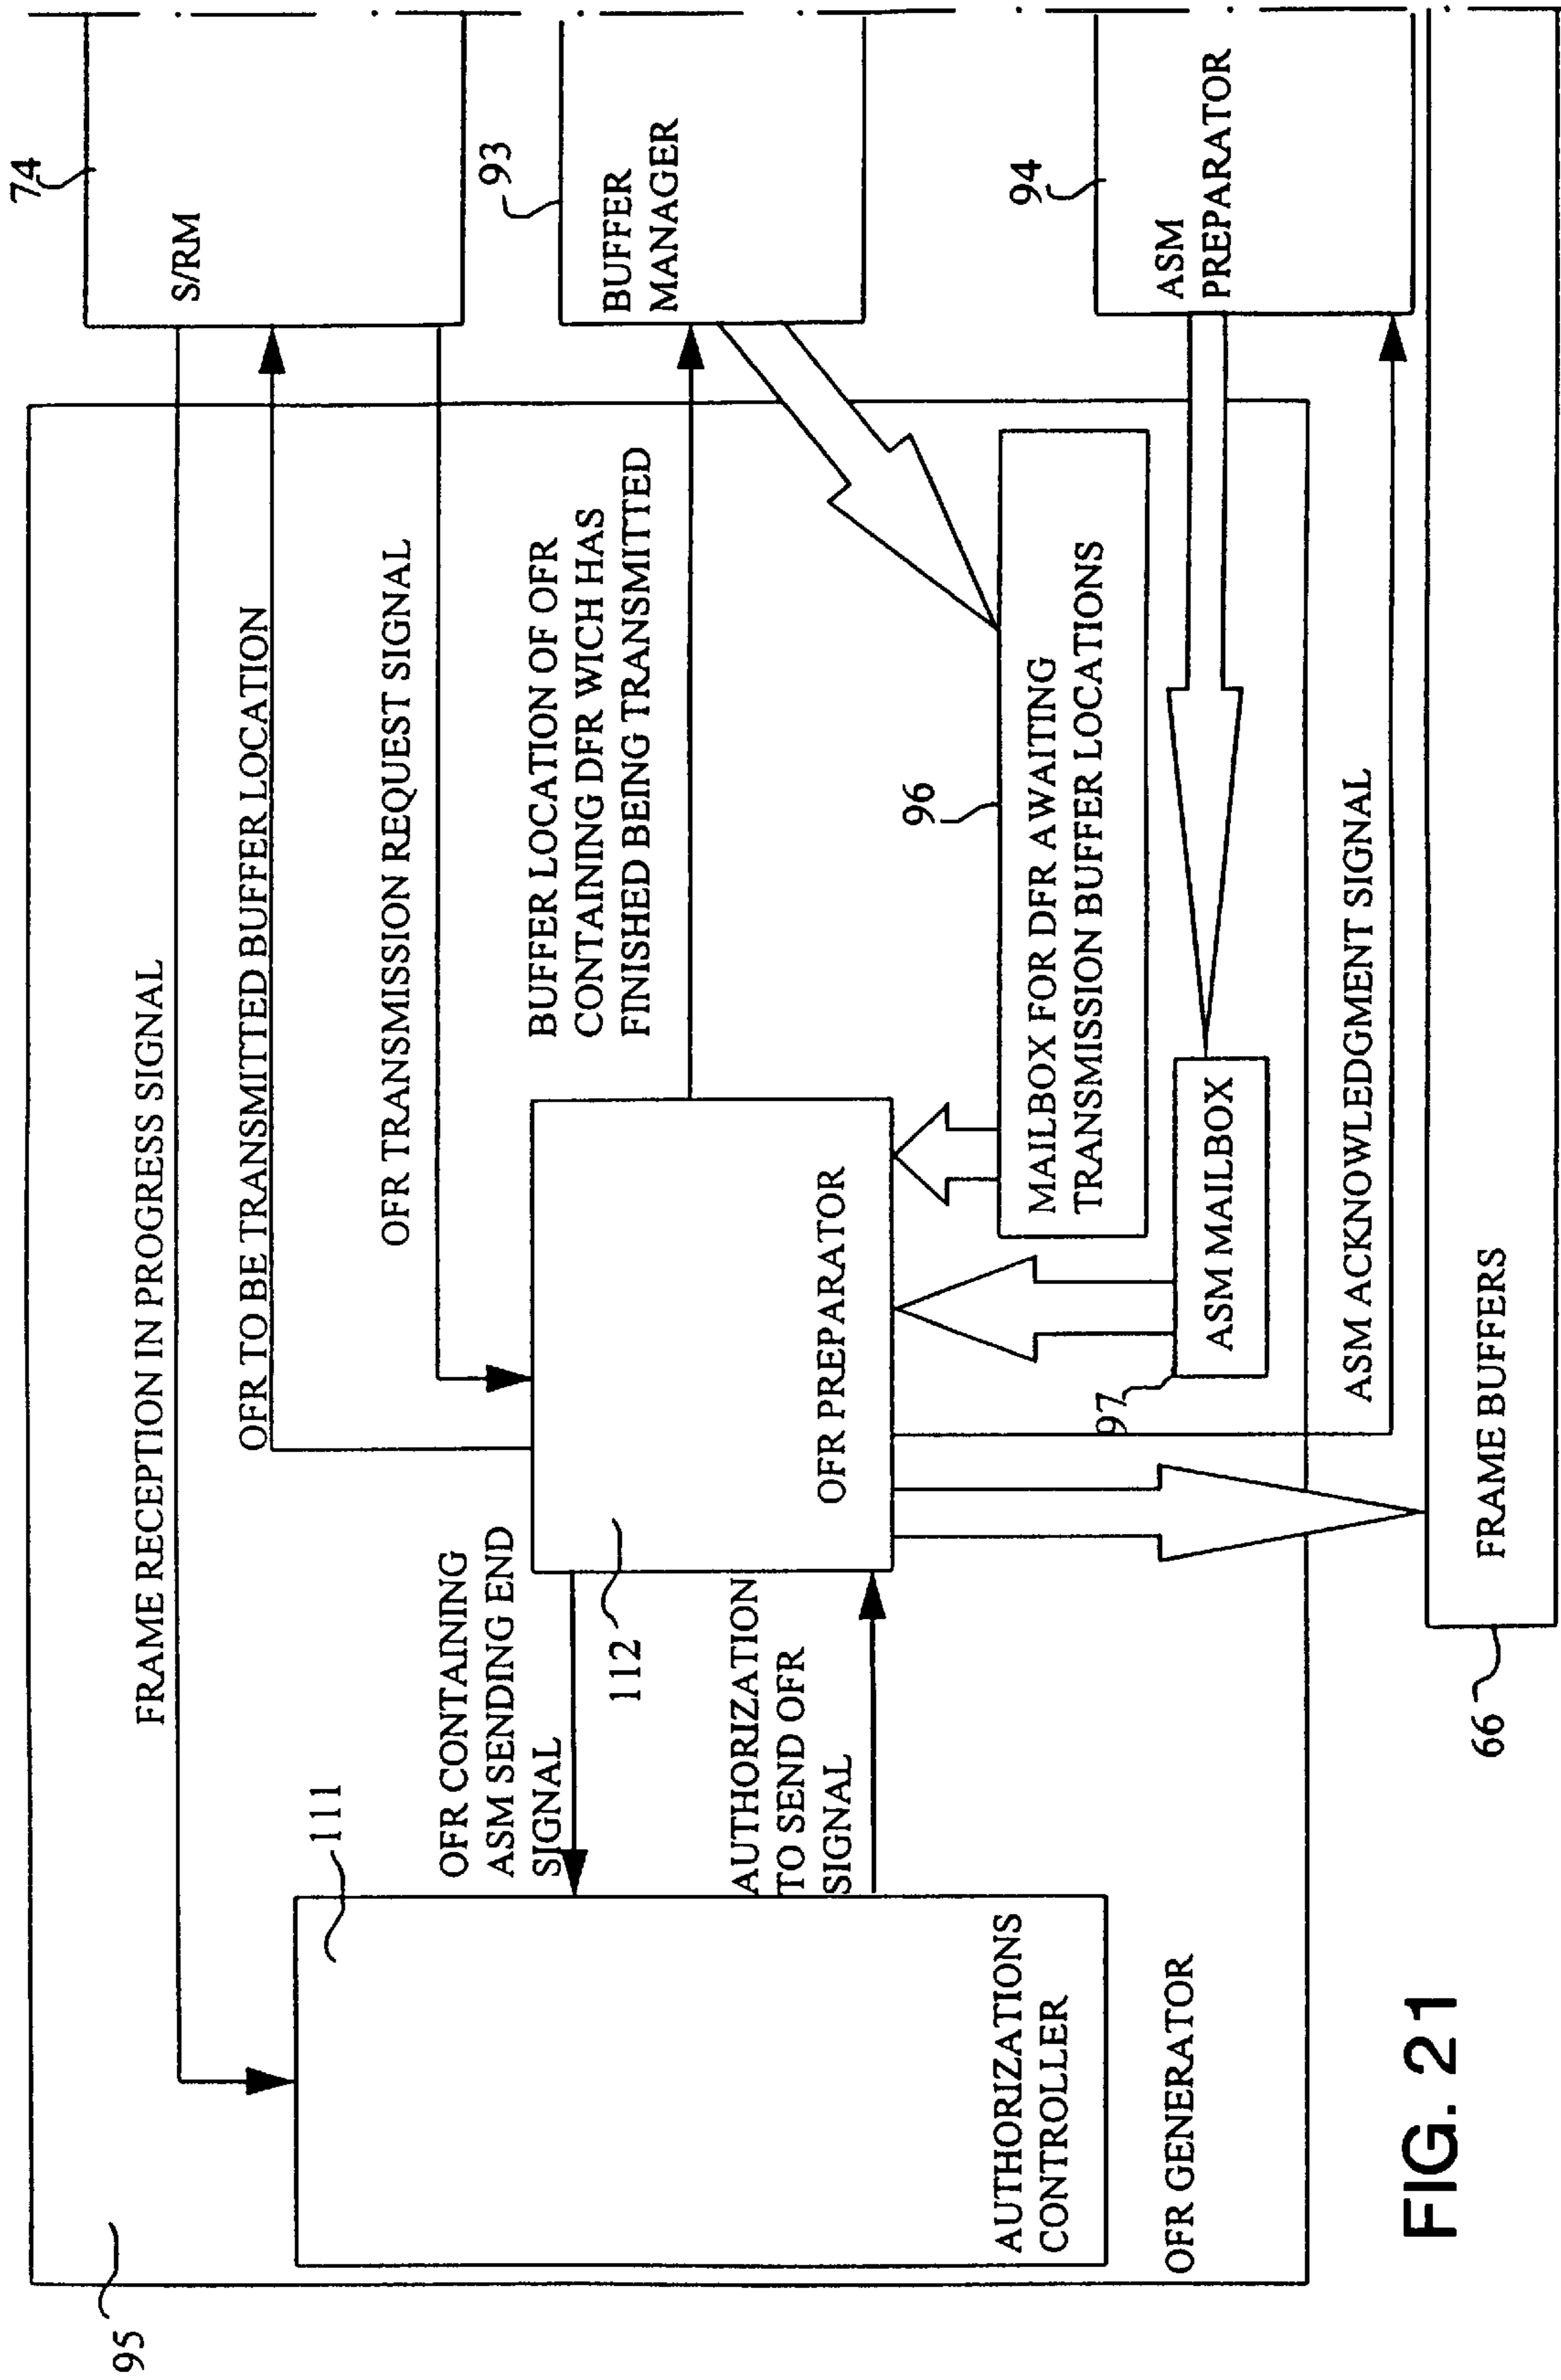 95
74
S/RM
FRAME RECEPTION IN PROGRESS SIGNAL
OFR TO BE TRANSMITTED BUFFER LOCATION
OFR TRANSMISSION REQUEST SIGNAL
93
BUFFER
MANAGER
BUFFER LOCATION OF OFR
CONTAINING DFR WICH HAS
FINISHED BEING TRANSMITTED
111
OFR CONTAINING
ASM SENDING END
SIGNAL
112
AUTHORIZATION
TO SEND OFR
SIGNAL
OFR PREPARATOR
96
MAILBOX FOR DFR AWAITING
TRANSMISSION BUFFER LOCATIONS
94
ASM
PREPARATOR
AUTHORIZATIONS
CONTROLLER
97
ASM MAILBOX
OFR GENERATOR
ASM ACKNOWLEDGMENT SIGNAL
66
FRAME BUFFERS
FIG. 21